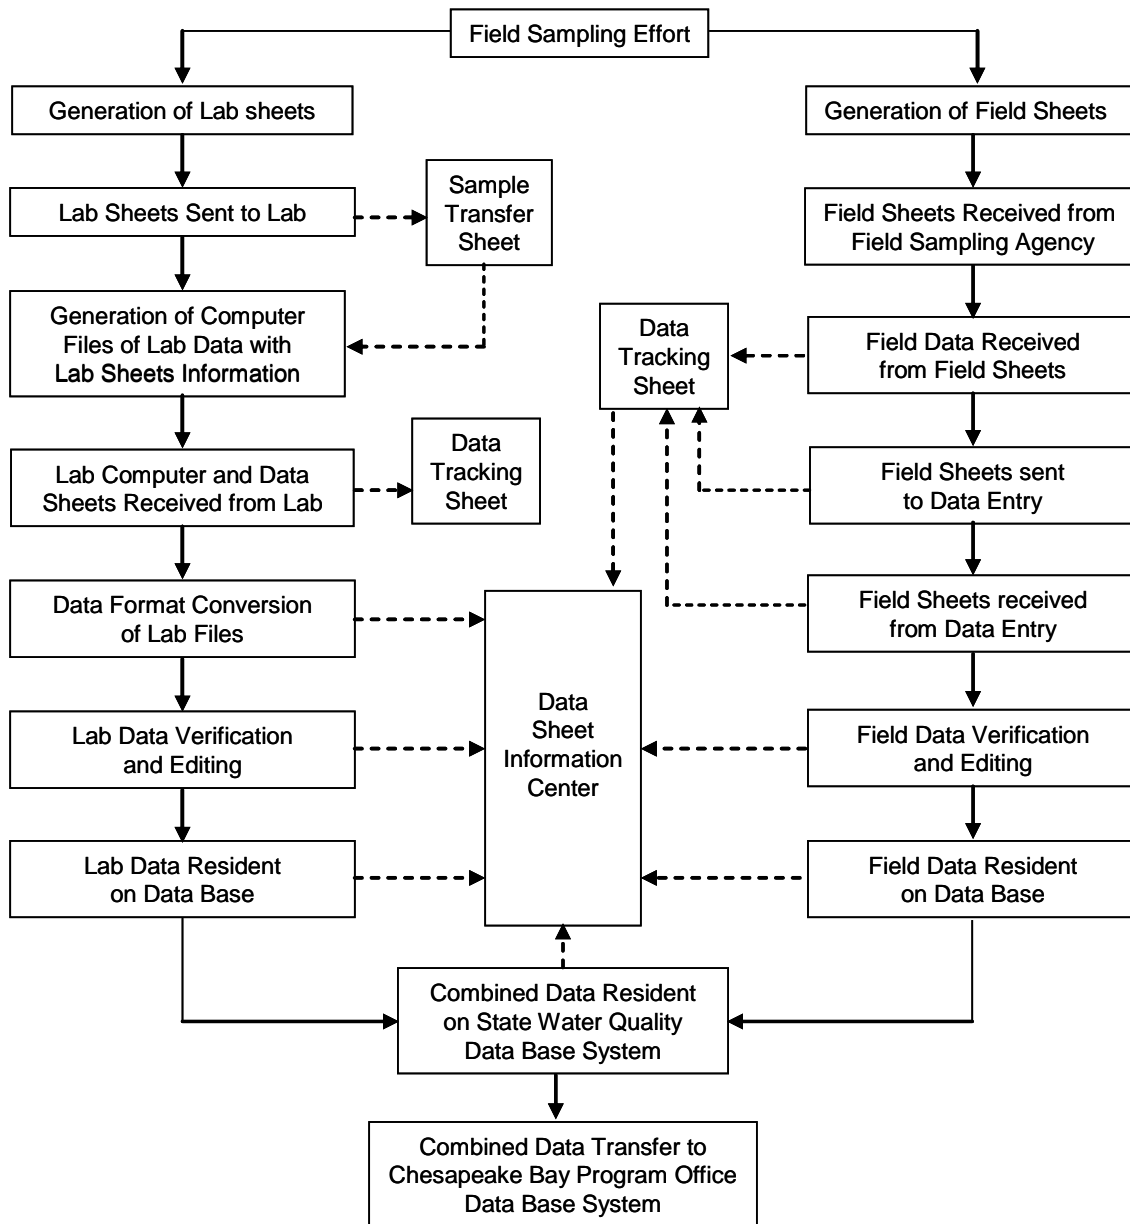 Field Sampling Effort
Generation of Lab sheets
Generation of Field Sheets
Lab Sheets Sent to Lab
Sample
Transfer
Sheet
Field Sheets Received from
Field Sampling Agency
Generation of Computer
Files of Lab Data with
Lab Sheets Information
Data
Tracking
Sheet
Field Data Received
from Field Sheets
Lab Computer and Data
Sheets Received from Lab
Data
Tracking
Sheet
Field Sheets sent
to Data Entry
Data Format Conversion
of Lab Files
Field Sheets received
from Data Entry
Lab Data Verification
and Editing
Data
Sheet
Information
Center
Field Data Verification
and Editing
Lab Data Resident
on Data Base
Field Data Resident
on Data Base
Combined Data Resident
on State Water Quality
Data Base System
Combined Data Transfer to
Chesapeake Bay Program Office
Data Base System